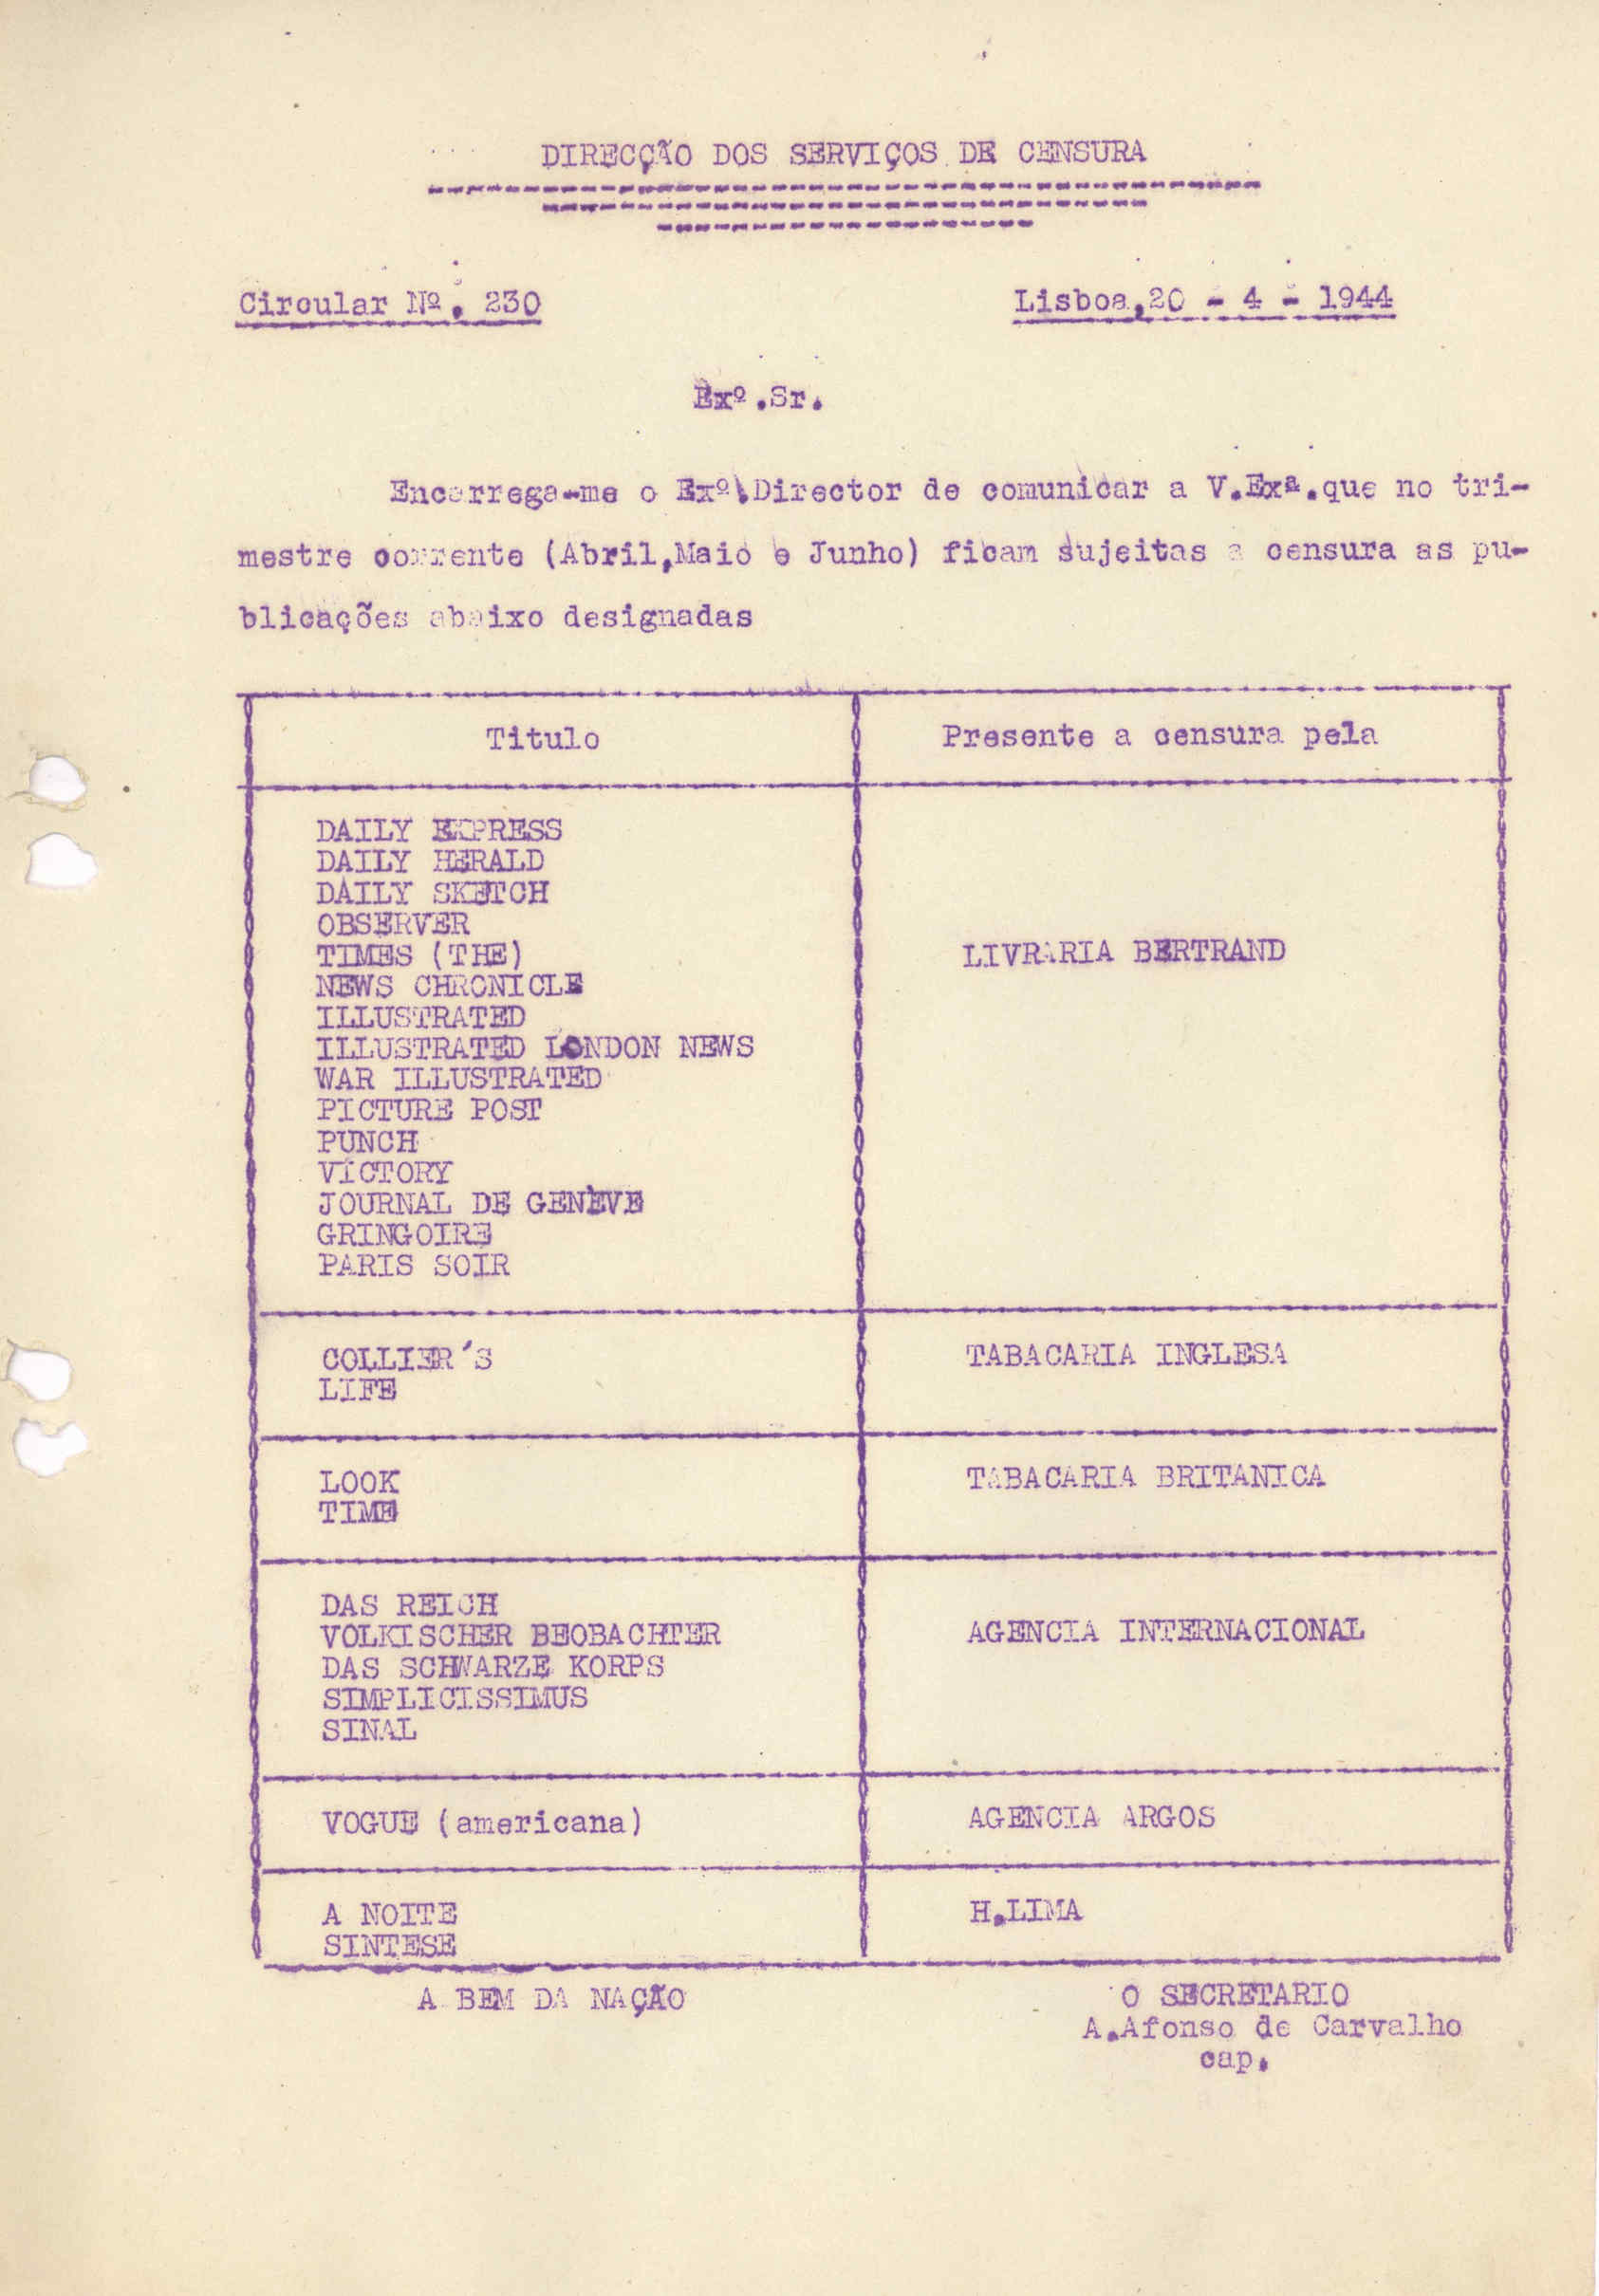 DIRECÇÃO DOS SERVIÇOS DE CENSURA
Circular Nº. 230
Lisboa,20 - 4 - 1944
Exº.Sr.
Encarrega-me o Exº.Director de comunicar a V.Exª.que no tri-
mestre corrente (Abril,Maio e Junho) ficam sujeitas a censura as pu-
blicações abaixo designadas
Titulo
Presente a censura pela
DAILY EXPRESS
DAILY HERALD
DAILY SKETCH
OBSERVER
TIMES (THE)
NEWS CHRONICLE
ILLUSTRATED
ILLUSTRATED LONDON NEWS
WAR ILLUSTRATED
PICTURE POST
PUNCH
VICTORY
JOURNAL DE GENÈVE
GRINGOIRE
PARIS SOIR
LIVRARIA BERTRAND
COLLIER'S
LIFE
TABACARIA INGLESA
LOOK
TIME
TABACARIA BRITANICA
DAS REICH
VOLKISCHER BEOBACHTER
DAS SCHWARZE KORPS
SIMPLICISSIMUS
SINAL
AGENCIA INTERNACIONAL
VOGUE (americana)
AGENCIA ARGOS
A NOITE
SINTESE
H.LIMA
A BEM DA NAÇÃO
O SECRETARIO
A.Afonso de Carvalho
cap.